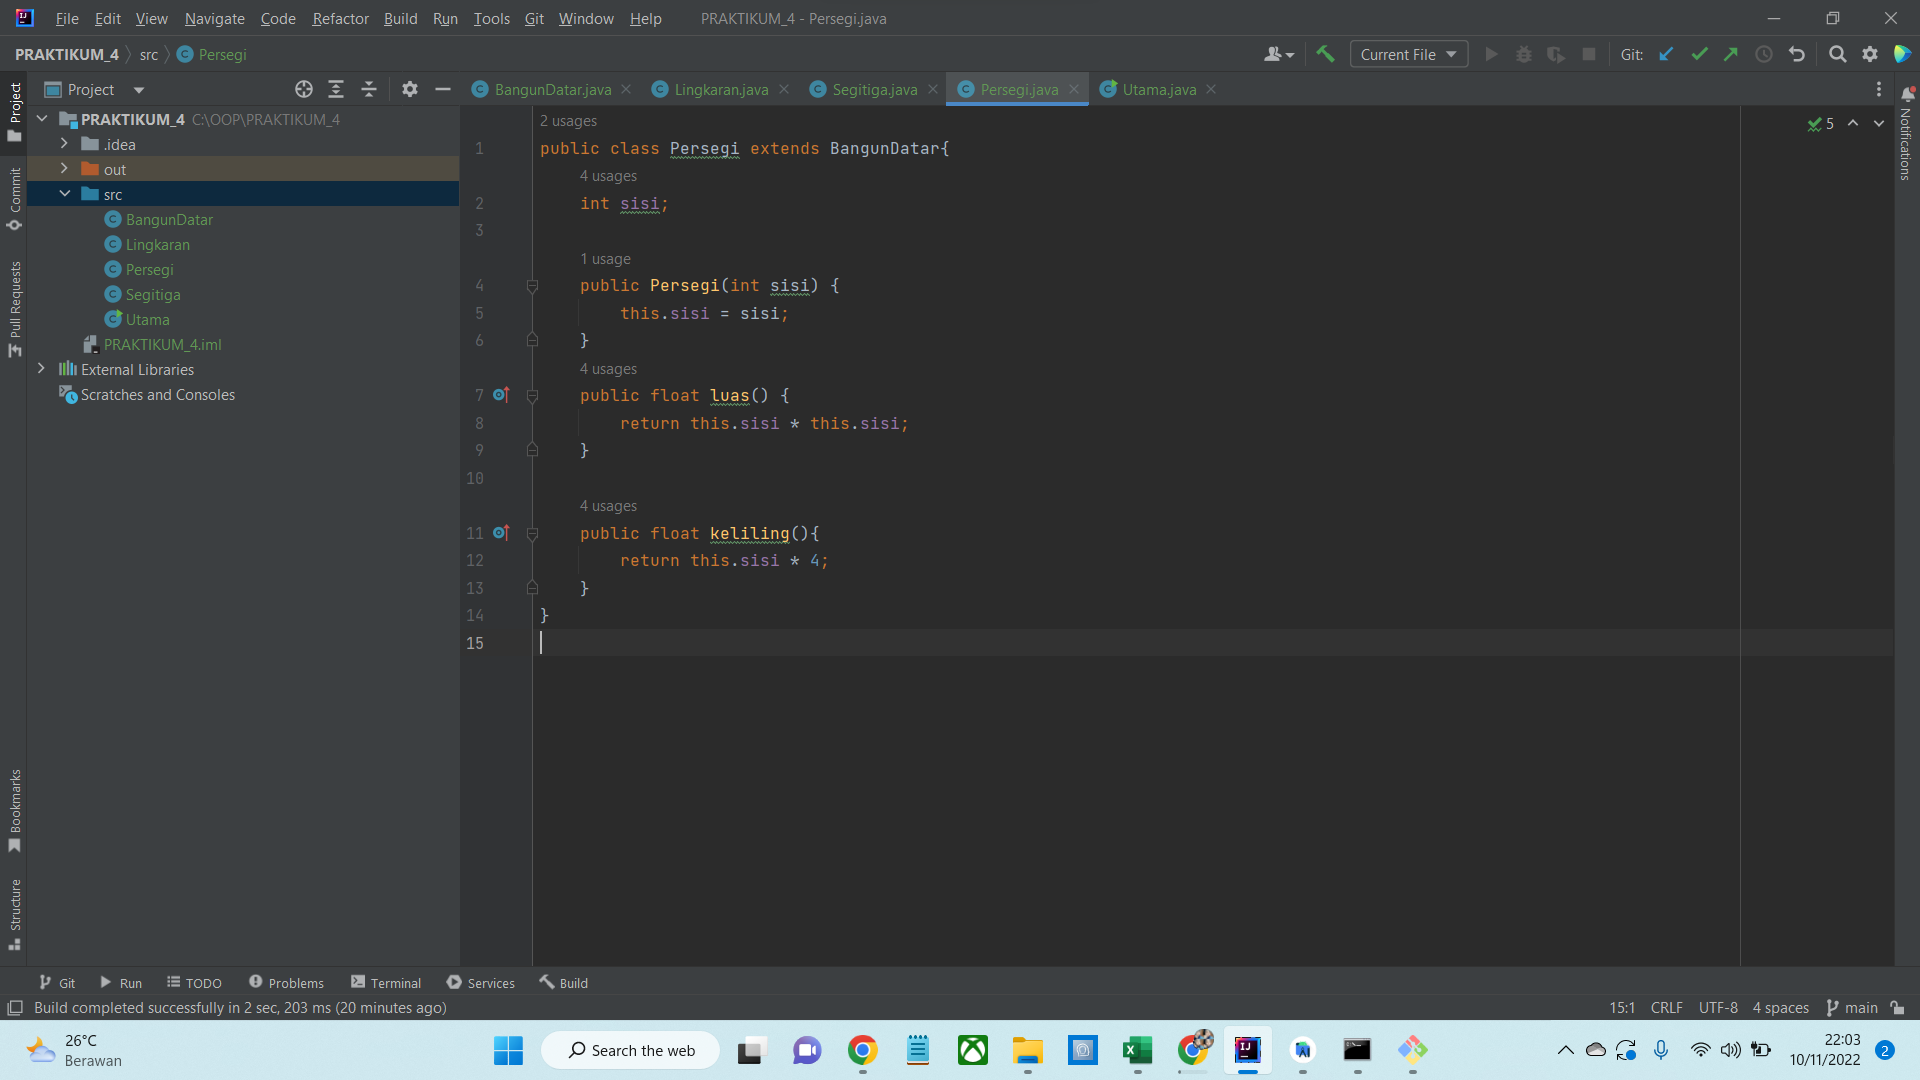 File Edit View Navigate Code Refactor Build Run Tools Git Window Help PRAKTIKUM_4 - Persegi.java
PRAKTIKUM_4 src Persegi Current File Git:
Project BangunDatar.java Lingkaran.java Segitiga.java Persegi.java Utama.java
Project
Commit
Pull Requests
Bookmarks
Structure
PRAKTIKUM_4 C:\OOP\PRAKTIKUM_4
.idea
out
src
BangunDatar
Lingkaran
Persegi
Segitiga
Utama
PRAKTIKUM_4.iml
External Libraries
Scratches and Consoles
2 usages
1 public class Persegi extends BangunDatar{
4 usages
2 int sisi;
3
1 usage
4 public Persegi(int sisi) {
5 this.sisi = sisi;
6 }
4 usages
7 public float luas() {
8 return this.sisi * this.sisi;
9 }
10
4 usages
11 public float keliling(){
12 return this.sisi * 4;
13 }
14 }
15
5
Notifications
Git Run TODO Problems Terminal Services Build
Build completed successfully in 2 sec, 203 ms (20 minutes ago) 15:1 CRLF UTF-8 4 spaces main
26°C
Berawan
Search the web
22:03
10/11/2022
2